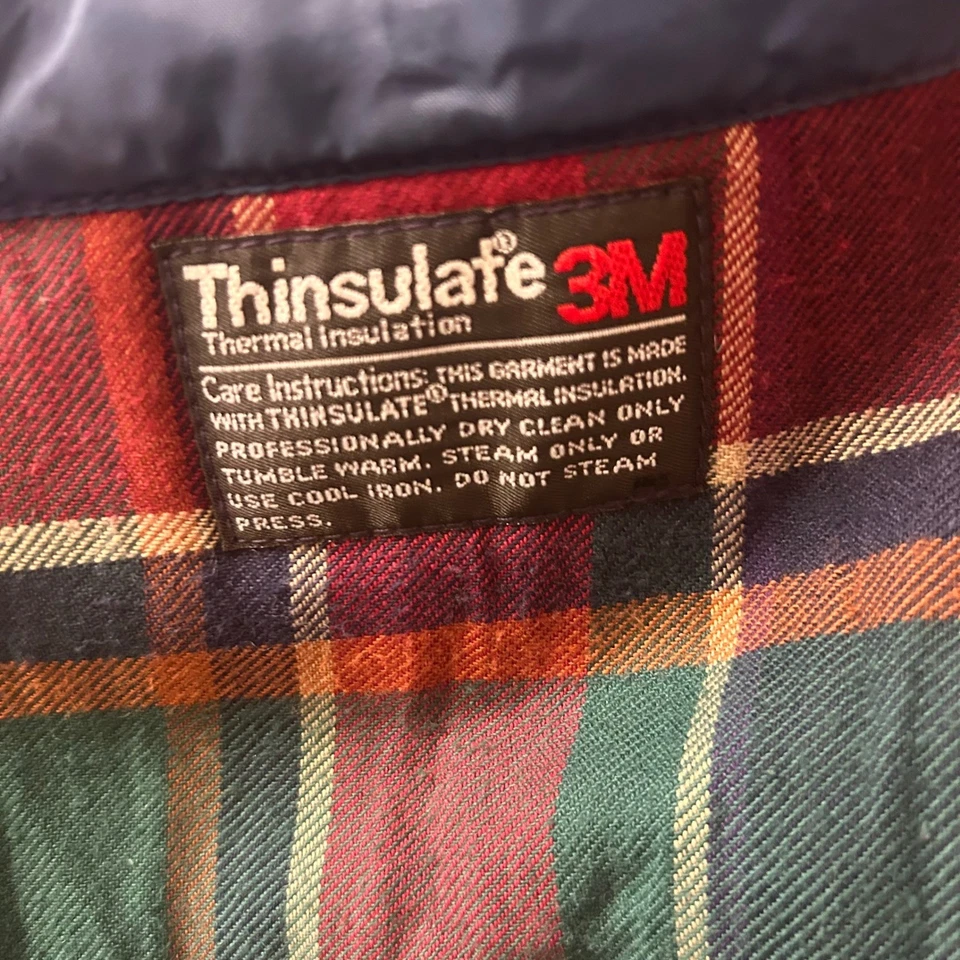 Thinsulate® 3M
Thermal Insulation
Care Instructions: THIS GARMENT IS MADE
WITH THINSULATE® THERMAL INSULATION.
PROFESSIONALLY DRY CLEAN ONLY
TUMBLE WARM. STEAM ONLY OR
USE COOL IRON. DO NOT STEAM
PRESS.